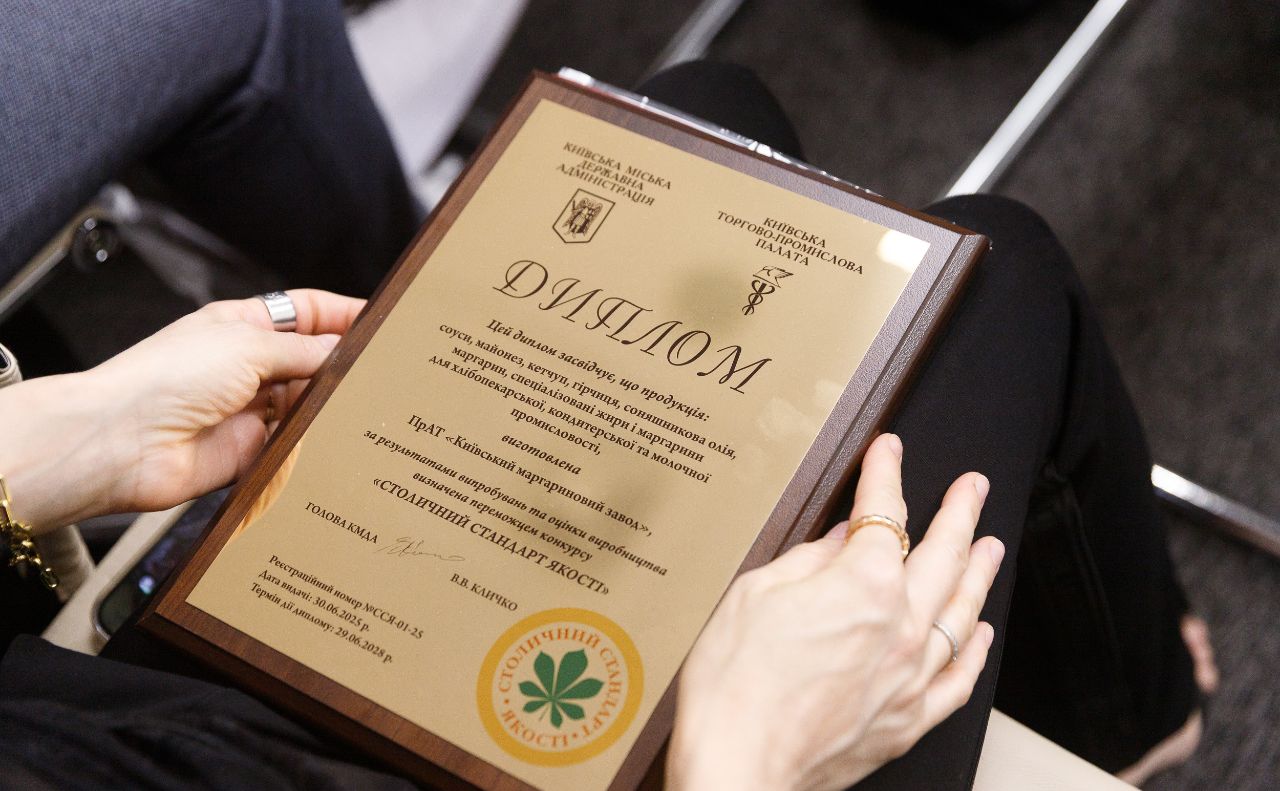 КИЇВСЬКА МІСЬКА
ДЕРЖАВНА
АДМІНІСТРАЦІЯ
КИЇВСЬКА
ТОРГОВО-ПРОМИСЛОВА
ПАЛАТА
ДИПЛОМ
Цей диплом засвідчує, що продукція:
соуси, майонез, кетчуп, гірчиця, соняшникова олія,
маргарин, спеціалізовані жири і маргарини
для хлібопекарської, кондитерської та молочної
промисловості,
виготовлена
ПрАТ «Київський маргариновий завод»,
за результатами випробувань та оцінки виробництва
визначена переможцем конкурсу
«СТОЛИЧНИЙ СТАНДАРТ ЯКОСТІ»
ГОЛОВА КМДА
В.В. КЛИЧКО
Реєстраційний номер №ССЯ-01-25
Дата видачі: 30.06.2025 р.
Термін дії диплому: 29.06.2028 р.
СТОЛИЧНИЙ СТАНДАРТ
• ЯКОСТІ •